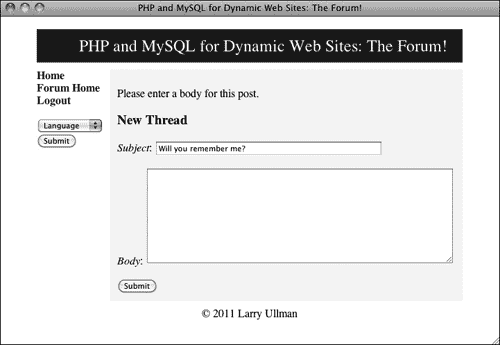 PHP and MySQL for Dynamic Web Sites: The Forum!
PHP and MySQL for Dynamic Web Sites: The Forum!
Home
Forum Home
Logout
Language
Submit
Please enter a body for this post.
New Thread
Subject: Will you remember me?
Body:
Submit
© 2011 Larry Ullman